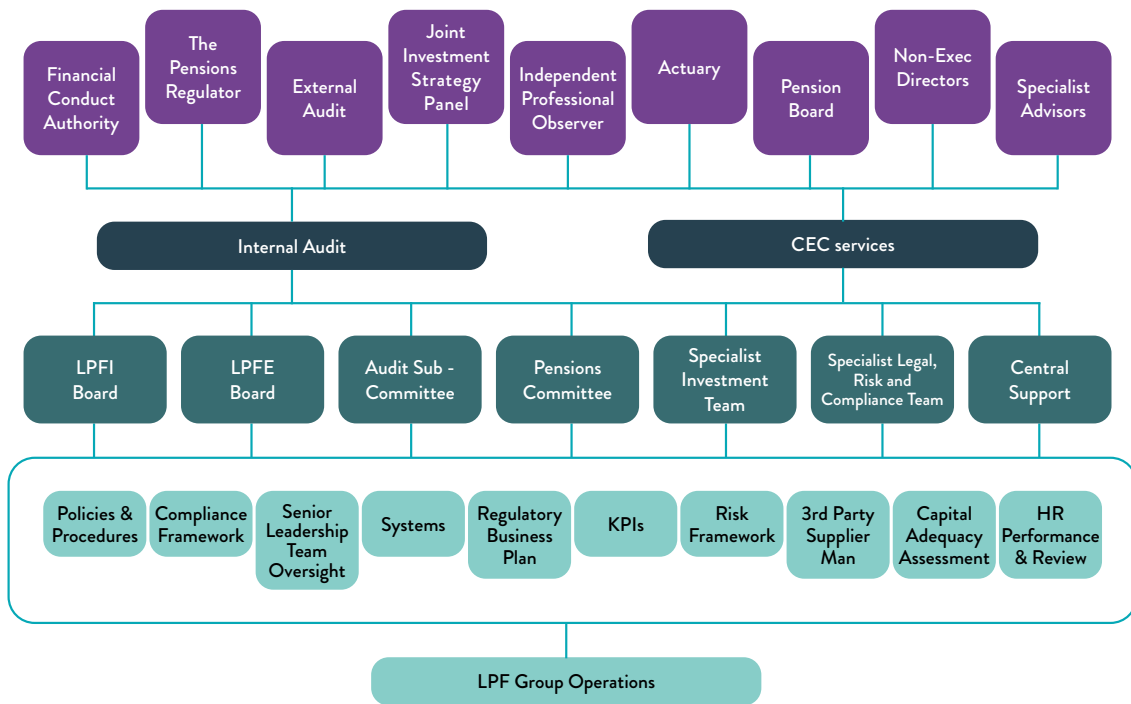 Financial
Conduct
Authority
The
Pensions
Regulator
External
Audit
Joint
Investment
Strategy
Panel
Independent
Professional
Observer
Actuary
Pension
Board
Non-Exec
Directors
Specialist
Advisors
Internal Audit
CEC services
LPFI
Board
LPFE
Board
Audit Sub -
Committee
Pensions
Committee
Specialist
Investment
Team
Specialist Legal,
Risk and
Compliance Team
Central
Support
Policies &
Procedures
Compliance
Framework
Senior
Leadership
Team
Oversight
Systems
Regulatory
Business
Plan
KPIs
Risk
Framework
3rd Party
Supplier
Man
Capital
Adequacy
Assessment
HR
Performance
& Review
LPF Group Operations